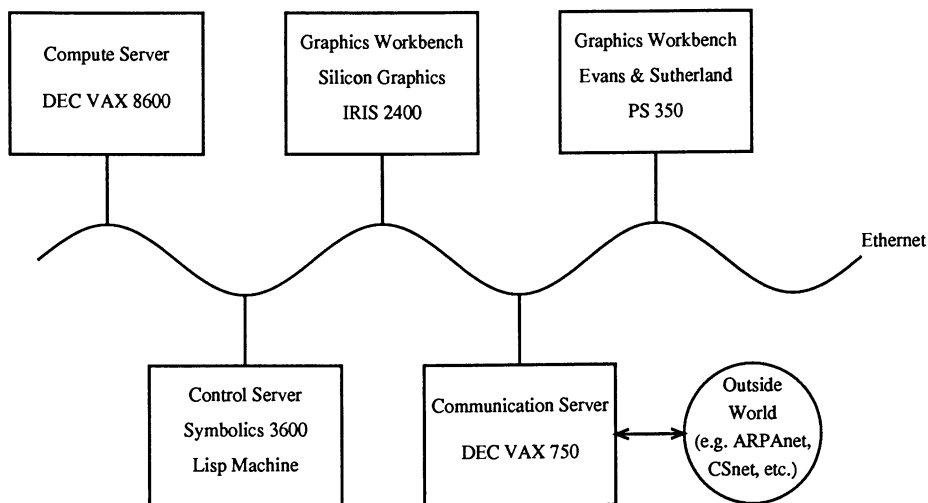 Compute Server
DEC VAX 8600
Graphics Workbench
Silicon Graphics
IRIS 2400
Graphics Workbench
Evans & Sutherland
PS 350
Ethernet
Control Server
Symbolics 3600
Lisp Machine
Communication Server
DEC VAX 750
Outside
World
(e.g. ARPAnet,
CSnet, etc.)